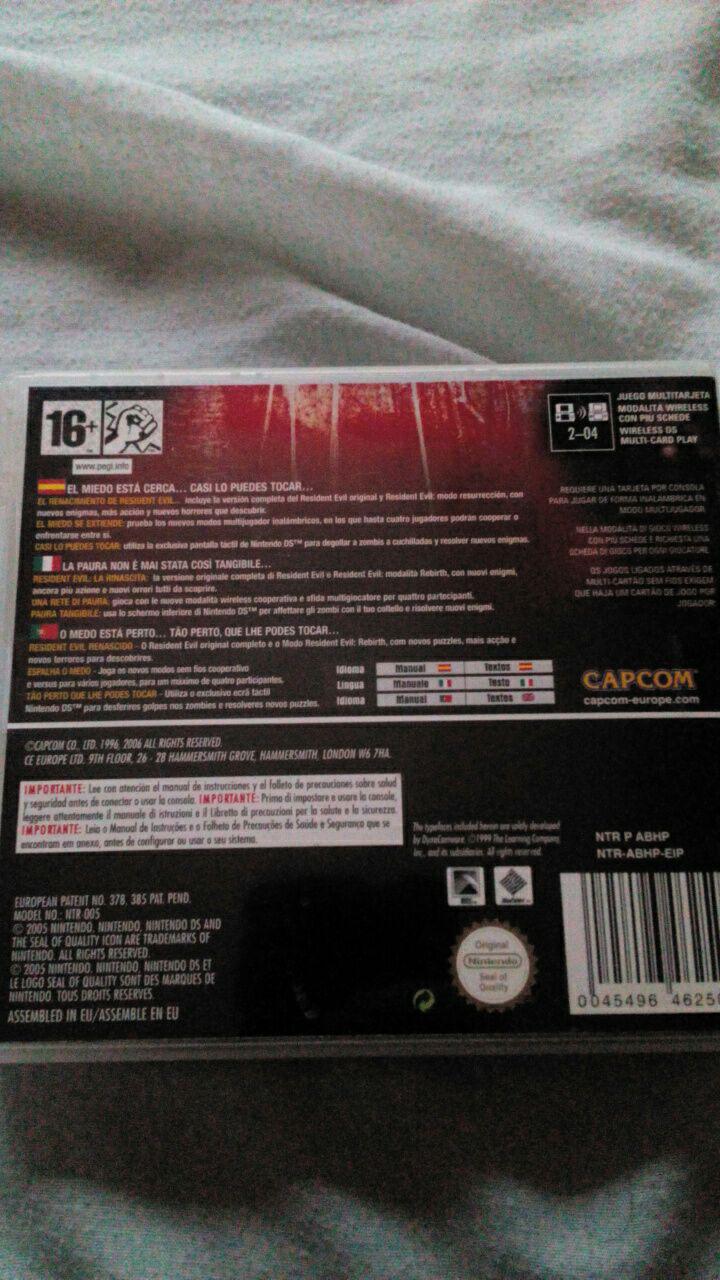 16+
www.pegi.info
2-04
JUEGO MULTITARJETA
MODALITÀ WIRELESS
CON PIÙ SCHEDE
WIRELESS DS
MULTI-CARD PLAY
EL MIEDO ESTÁ CERCA... CASI LO PUEDES TOCAR...
EL RENACIMIENTO DE RESIDENT EVIL... incluye la versión completa del Resident Evil original y Resident Evil: modo resurrección, con
nuevos enigmas, más acción y nuevos horrores que descubrir.
EL MIEDO SE EXTIENDE: prueba los nuevos modos multijugador inalámbricos, en los que hasta cuatro jugadores podrán cooperar o
enfrentarse entre sí.
CASI LO PUEDES TOCAR: utiliza la exclusiva pantalla táctil de Nintendo DS™ para degollar a zombis a cuchilladas y resolver nuevos enigmas.
REQUIERE UNA TARJETA POR CONSOLA
PARA JUGAR DE FORMA INALÁMBRICA EN
MODO MULTIJUGADOR
NELLA MODALITÀ DI GIOCO WIRELESS
CON PIÙ SCHEDE È RICHIESTA UNA
SCHEDA DI GIOCO PER OGNI GIOCATORE
OS JOGOS LIGADOS ATRAVÉS DE
MULTI-CARTÃO SEM FIOS EXIGEM
QUE HAJA UM CARTÃO DE JOGO POR
JOGADOR
LA PAURA NON È MAI STATA COSÌ TANGIBILE...
RESIDENT EVIL: LA RINASCITA: la versione originale completa di Resident Evil e Resident Evil: modalità Rebirth, con nuovi enigmi,
ancora più azione e nuovi orrori tutti da scoprire.
UNA RETE DI PAURA: gioca con le nuove modalità wireless cooperativa e sfida multigiocatore per quattro partecipanti.
PAURA TANGIBILE: usa lo schermo inferiore di Nintendo DS™ per affettare gli zombi con il tuo coltello e risolvere nuovi enigmi.
O MEDO ESTÁ PERTO... TÃO PERTO, QUE LHE PODES TOCAR...
RESIDENT EVIL RENASCIDO - O Resident Evil original completo e o Modo Resident Evil: Rebirth, com novos puzzles, mais acção e
novos terrores para descobrires.
ESPALHA O MEDO - Joga os novos modos sem fios cooperativo
e versus para vários jogadores, para um máximo de quatro participantes.
TÃO PERTO QUE LHE PODES TOCAR - Utiliza o exclusivo ecrã táctil
Nintendo DS™ para desferires golpes nos zombies e resolveres novos puzzles.
Idioma Manual Textos
Lingua Manuale Testo
Idioma Manual Textos
CAPCOM
capcom-europe.com
©CAPCOM CO., LTD. 1996, 2006 ALL RIGHTS RESERVED.
CE EUROPE LTD. 9TH FLOOR, 26 - 28 HAMMERSMITH GROVE, HAMMERSMITH, LONDON W6 7HA.
IMPORTANTE: Lee con atención el manual de instrucciones y el folleto de precauciones sobre salud
y seguridad antes de conectar o usar la consola. IMPORTANTE: Prima di impostare e usare la console,
leggere attentamente il manuale di istruzioni e il Libretto di precauzioni per la salute e la sicurezza.
IMPORTANTE: Leia o Manual de Instruções e o Folheto de Precauções de Saúde e Segurança que se
encontram em anexo, antes de configurar ou usar o seu sistema.
The typefaces included herein are solely developed
by DynaComware. ©1999 The Learning Company
Inc., and its subsidiaries. All rights reserved.
NTR P ABHP
NTR-ABHP-EIP
EUROPEAN PATENT NO. 378, 385 PAT. PEND.
MODEL NO.: NTR 005
© 2005 NINTENDO, NINTENDO, NINTENDO DS AND
THE SEAL OF QUALITY ICON ARE TRADEMARKS OF
NINTENDO. ALL RIGHTS RESERVED.
© 2005 NINTENDO, NINTENDO, NINTENDO DS ET
LE LOGO SEAL OF QUALITY SONT DES MARQUES DE
NINTENDO. TOUS DROITS RESERVES.
ASSEMBLED IN EU/ASSEMBLE EN EU
Original
Nintendo
Seal of
Quality
0045496 4625